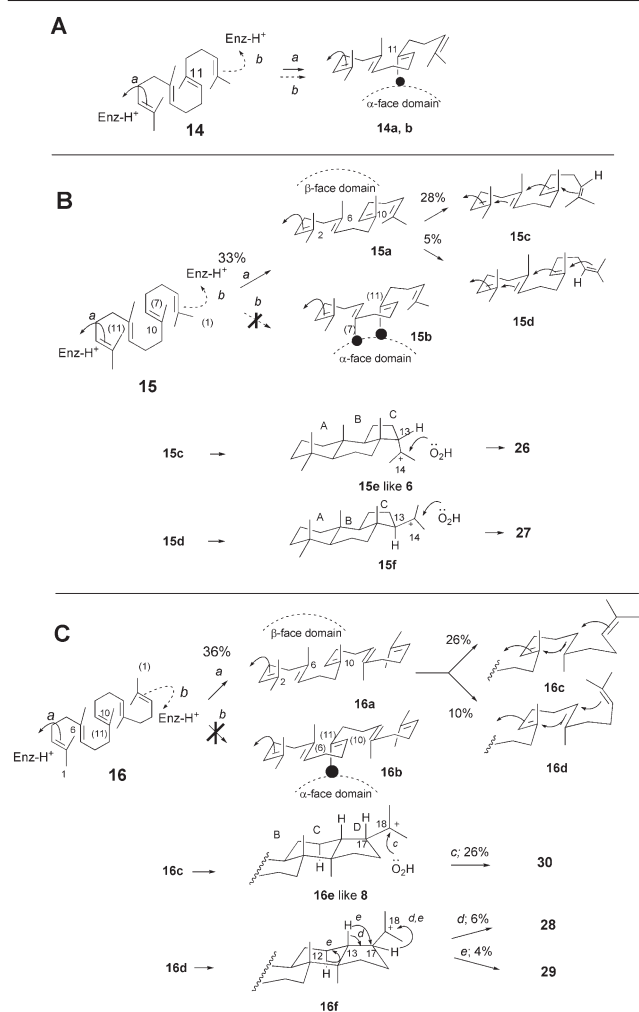 A
Enz-H+
Enz-H+
a
11
b
14
a
b
11
α-face domain
14a, b
B
β-face domain
2
6
10
15a
28%
5%
H
15c
H
15d
33%
a
b
Enz-H+
b
(7)
10
(1)
a
(11)
Enz-H+
15
(11)
(7)
15b
α-face domain
15c
A
B
C
13
H
+
14
Ö2H
26
15e like 6
15d
A
B
C
13
+
14
H
Ö2H
27
15f
C
β-face domain
36%
a
b
(1)
b
Enz-H+
a
6
10
(11)
Enz-H+
1
16
2
6
10
16a
(11)
(6)
(10)
16b
α-face domain
26%
10%
16c
16d
16c
B
C
D
H
H
H
17
18
+
c
Ö2H
c; 26%
30
16e like 8
16d
H
e
d
e
12
13
17
18
+
d,e
H
H
d; 6%
28
e; 4%
29
16f